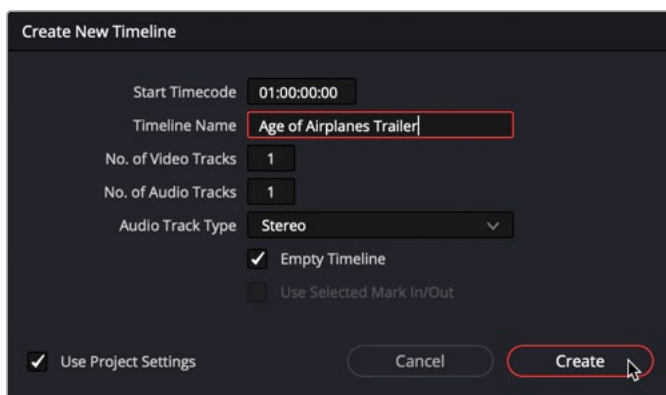 Create New Timeline
Start Timecode 01:00:00:00
Timeline Name Age of Airplanes Trailer
No. of Video Tracks 1
No. of Audio Tracks 1
Audio Track Type Stereo
Empty Timeline
Use Selected Mark In/Out
Use Project Settings Cancel Create